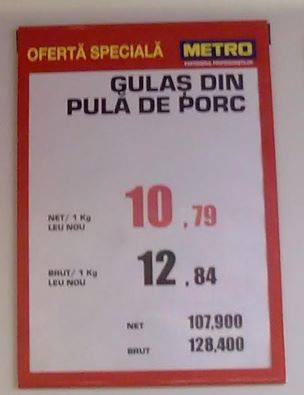 OFERTĂ SPECIALĂ METRO
GULAŞ DIN
PULĂ DE PORC
NET/ 1 Kg
LEU NOU
10,79
BRUT/ 1 Kg
LEU NOU
12,84
NET 107,900
BRUT 128,400